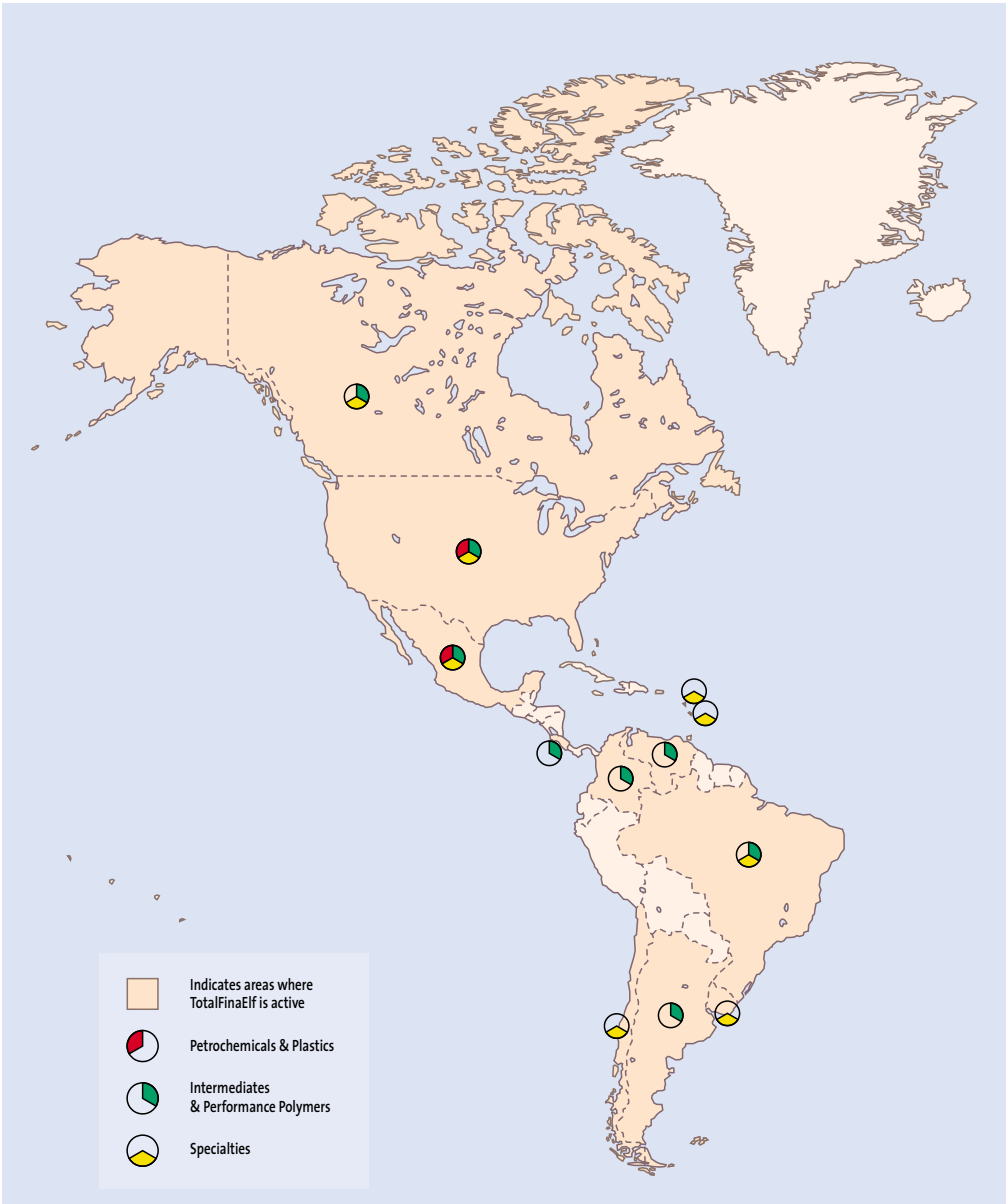 Indicates areas where
TotalFinaElf is active
Petrochemicals & Plastics
Intermediates
& Performance Polymers
Specialties